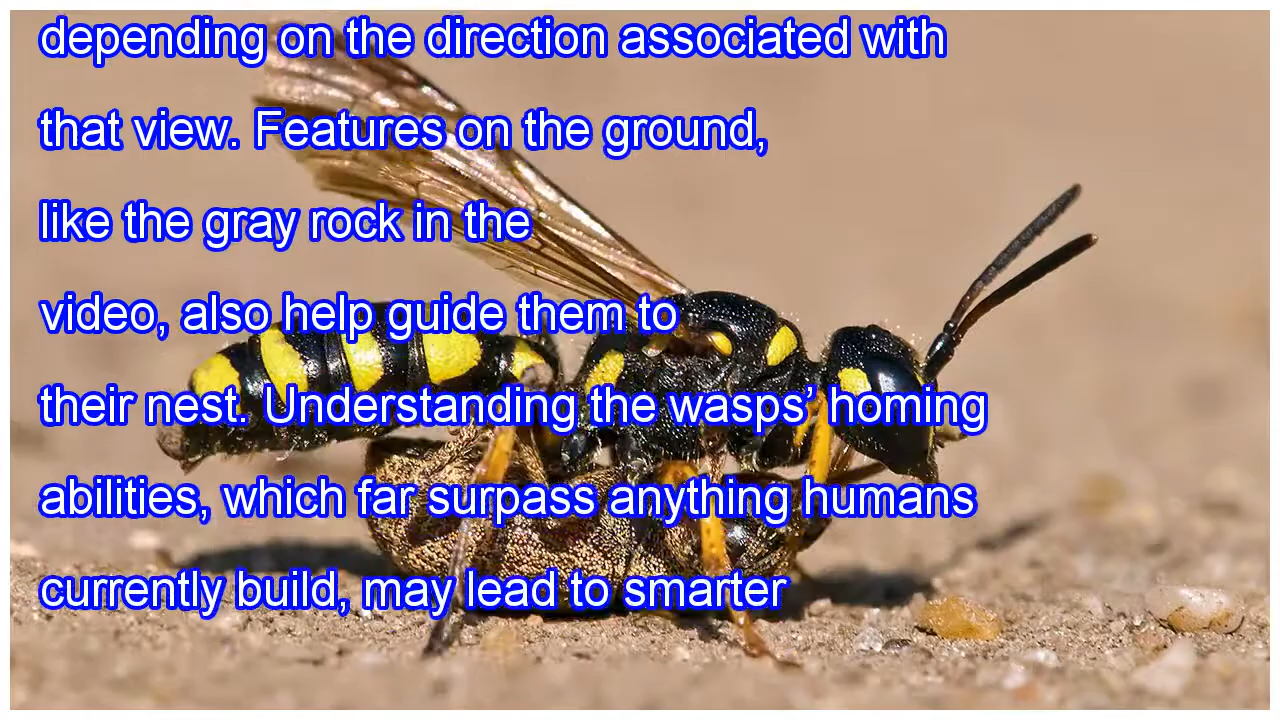 depending on the direction associated with
that view. Features on the ground,
like the gray rock in the
video, also help guide them to
their nest. Understanding the wasps’ homing
abilities, which far surpass anything humans
currently build, may lead to smarter